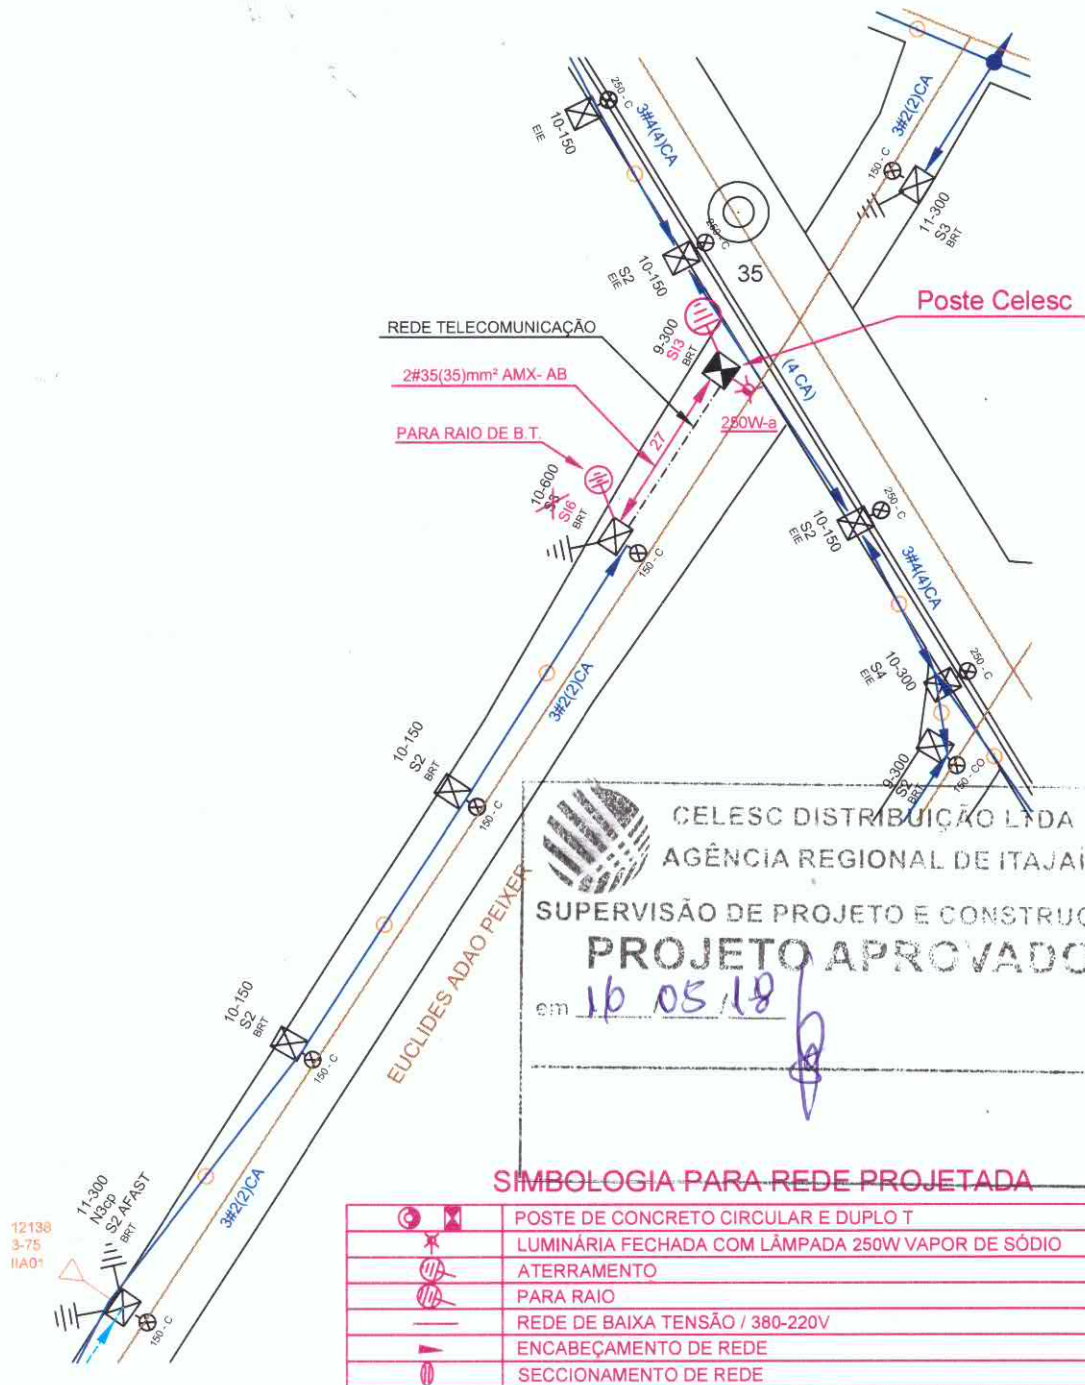 250-C
10-150
EIE
3#4(4)CA
3#2(2)CA
150-C
11-300
S3
BRT
250-C
10-150
S2
EIE
35
Poste Celesc
REDE TELECOMUNICAÇÃO
9-300
SI3
BRT
2#35(35)mm² AMX- AB
(4 CA)
250W-a
27
PARA RAIO DE B.T.
10-600
S3
SI6
BRT
150-C
250-C
10-150
S2
EIE
3#4(4)CA
10-300
S4
EIE
250-C
3#2(2)CA
9-300
S2
BRT
150-CO
10-150
S2
BRT
150-C
CELESC DISTRIBUIÇÃO LTDA
AGÊNCIA REGIONAL DE ITAJAÍ
SUPERVISÃO DE PROJETO E CONSTRUÇ
PROJETO APROVADO
em 16 05/18
EUCLIDES ADAO PEIXER
10-150
S2
BRT
150-C
3#2(2)CA
11-300
N3cp
S2 AFAST
BRT
12138
3-75
IIA01
150-C
SIMBOLOGIA PARA REDE PROJETADA
POSTE DE CONCRETO CIRCULAR E DUPLO T
LUMINÁRIA FECHADA COM LÂMPADA 250W VAPOR DE SÓDIO
ATERRAMENTO
PARA RAIO
REDE DE BAIXA TENSÃO / 380-220V
ENCABEÇAMENTO DE REDE
SECCIONAMENTO DE REDE